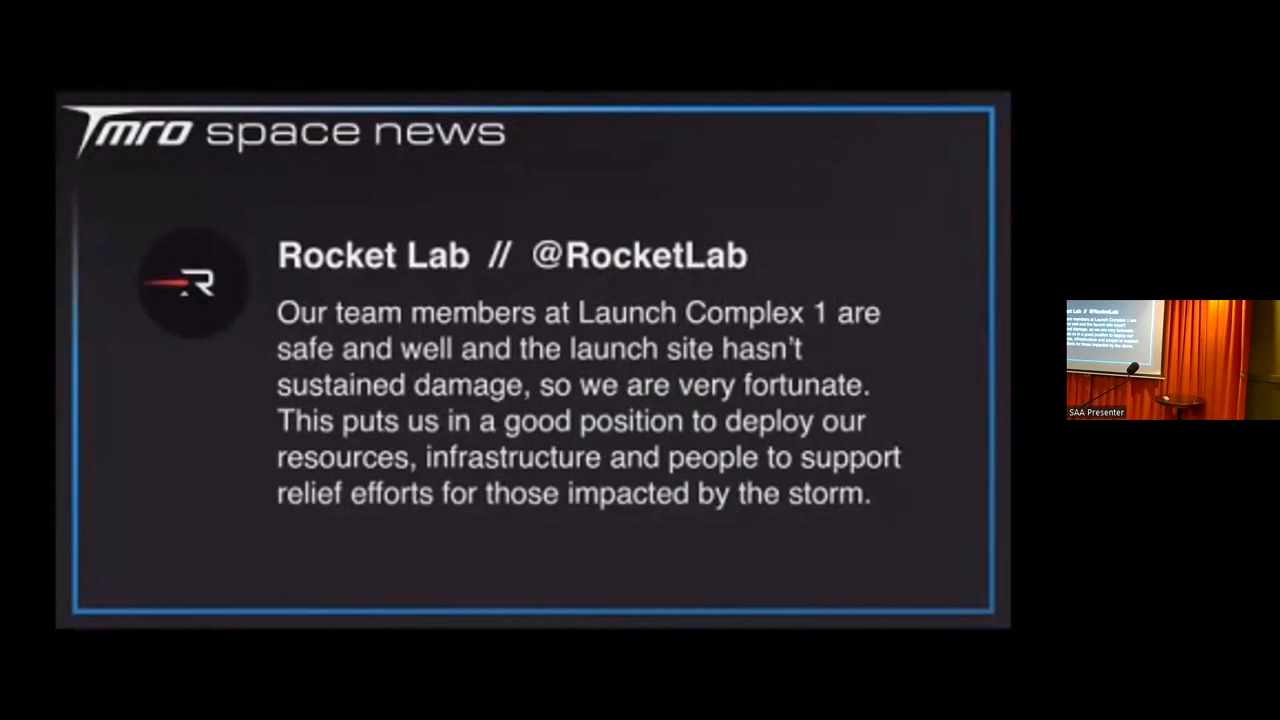 Tmro space news
Rocket Lab // @RocketLab
Our team members at Launch Complex 1 are
safe and well and the launch site hasn't
sustained damage, so we are very fortunate.
This puts us in a good position to deploy our
resources, infrastructure and people to support
relief efforts for those impacted by the storm.
SAA Presenter